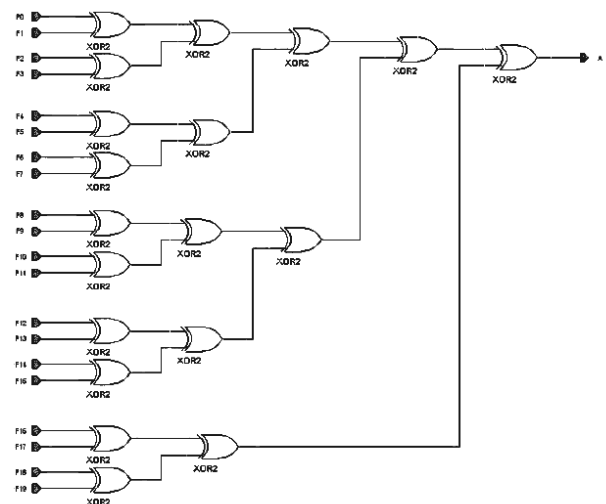 F0
F1
XOR2
XOR2
F2
F3
XOR2
XOR2
XOR2
XOR2
A
F4
F5
XOR2
XOR2
F6
F7
XOR2
F8
F9
XOR2
XOR2
XOR2
F10
F11
XOR2
F12
F13
XOR2
XOR2
F14
F15
XOR2
F16
F17
XOR2
XOR2
F18
F19
XOR2